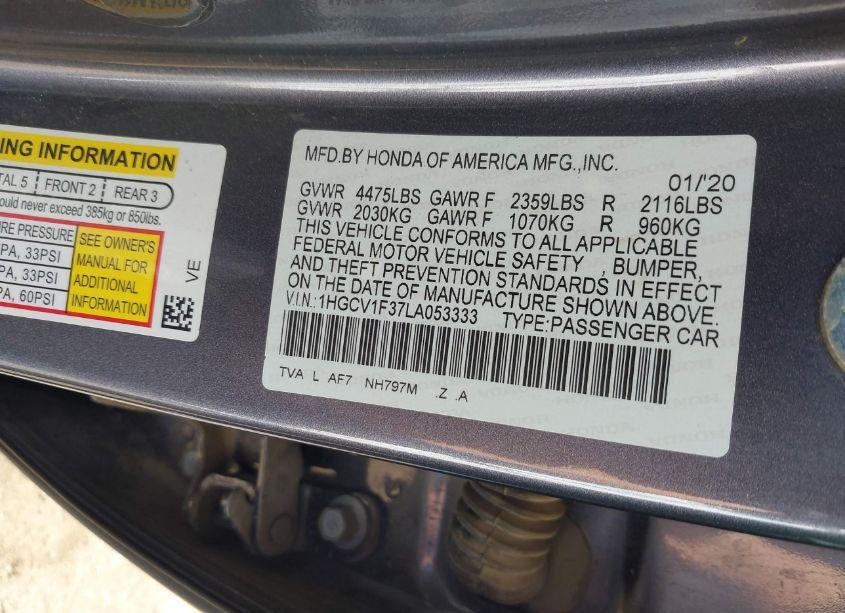 ING INFORMATION
TAL 5 FRONT 2 REAR 3
ould never exceed 385kg or 850lbs.
IRE PRESSURE
PA, 33PSI
PA, 33PSI
PA, 60PSI
SEE OWNER'S
MANUAL FOR
ADDITIONAL
INFORMATION
VE
MFD.BY HONDA OF AMERICA MFG.,INC.
01/'20
GVWR 4475LBS GAWR F 2359LBS R 2116LBS
GVWR 2030KG GAWR F 1070KG R 960KG
THIS VEHICLE CONFORMS TO ALL APPLICABLE
FEDERAL MOTOR VEHICLE SAFETY , BUMPER,
AND THEFT PREVENTION STANDARDS IN EFFECT
ON THE DATE OF MANUFACTURE SHOWN ABOVE.
V.I.N.:1HGCV1F37LA053333 TYPE:PASSENGER CAR
TVA L AF7 NH797M .Z .A